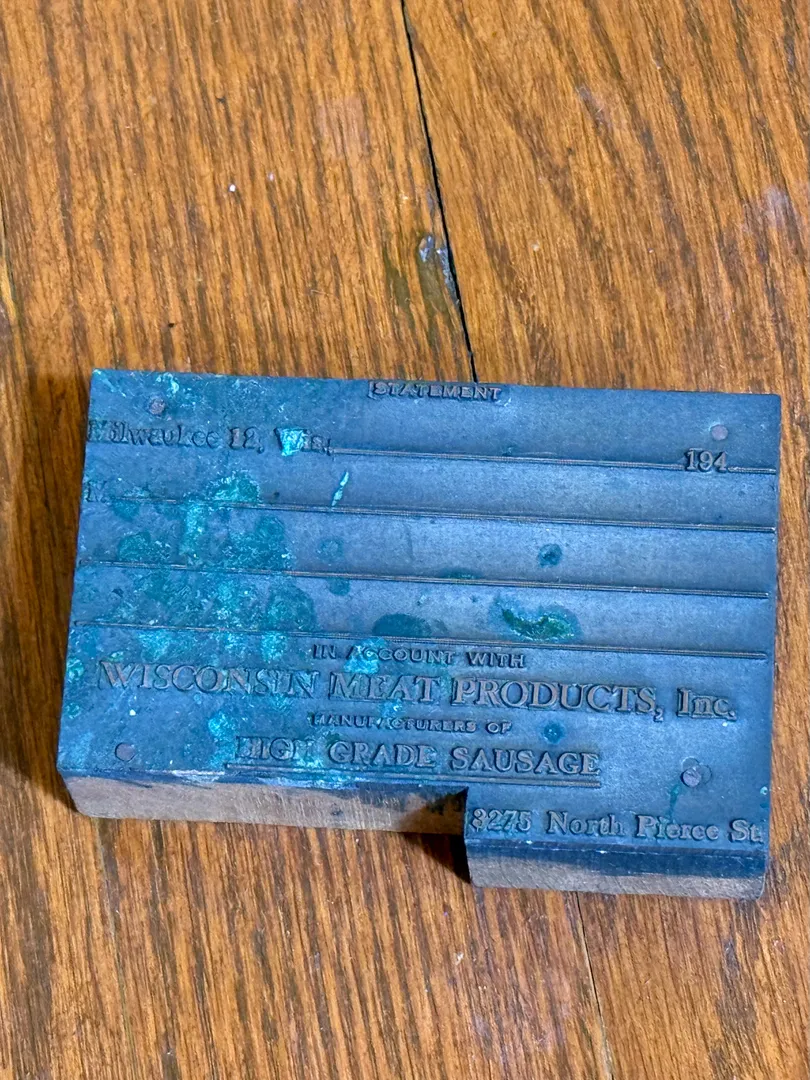 STATEMENT
Milwaukee 12, Wis., 194
M
IN ACCOUNT WITH
WISCONSIN MEAT PRODUCTS, Inc.
MANUFACTURERS OF
HIGH GRADE SAUSAGE
3275 North Pierce St.